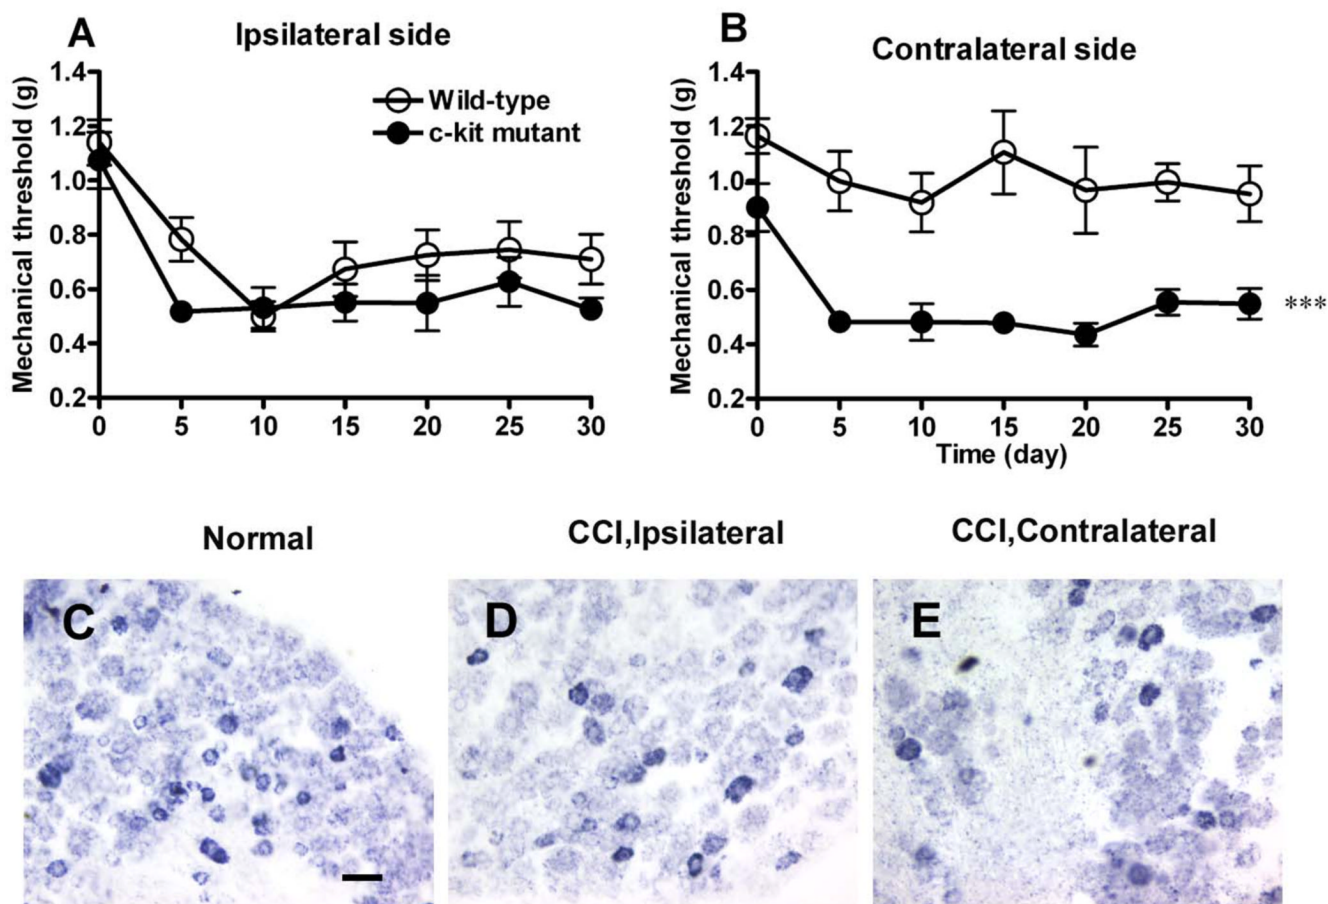 A
Ipsilateral side
Mechanical threshold (g)
1.4
1.2
1.0
0.8
0.6
0.4
0.2
0
5
10
15
20
25
30
Wild-type
c-kit mutant
B
Contralateral side
Mechanical threshold (g)
1.4
1.2
1.0
0.8
0.6
0.4
0.2
0
5
10
15
20
25
30
Time (day)
***
Normal
CCI,Ipsilateral
CCI,Contralateral
C
D
E